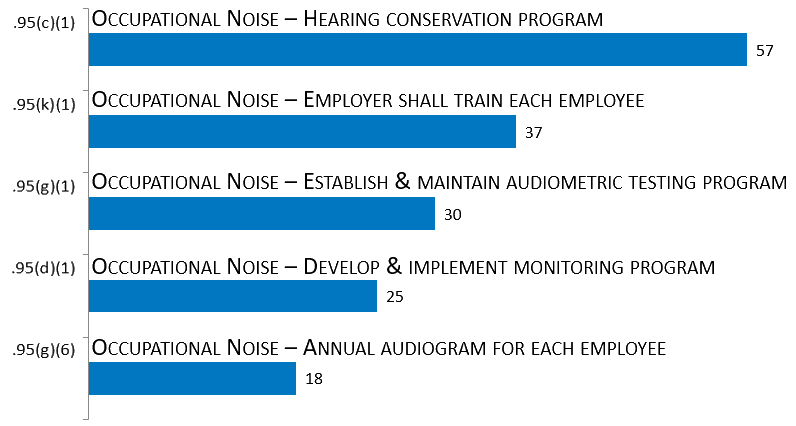 .95(c)(1) OCCUPATIONAL NOISE – HEARING CONSERVATION PROGRAM
57
.95(k)(1) OCCUPATIONAL NOISE – EMPLOYER SHALL TRAIN EACH EMPLOYEE
37
.95(g)(1) OCCUPATIONAL NOISE – ESTABLISH & MAINTAIN AUDIOMETRIC TESTING PROGRAM
30
.95(d)(1) OCCUPATIONAL NOISE – DEVELOP & IMPLEMENT MONITORING PROGRAM
25
.95(g)(6) OCCUPATIONAL NOISE – ANNUAL AUDIOGRAM FOR EACH EMPLOYEE
18